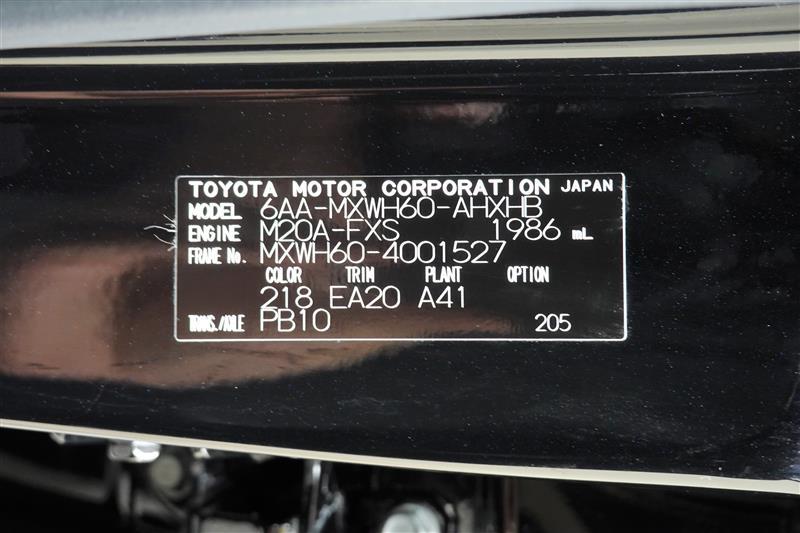 TOYOTA MOTOR CORPORATION JAPAN
MODEL 6AA-MXWH60-AHXHB
ENGINE M20A-FXS 1986 mL
FRAME No. MXWH60-4001527
COLOR TRIM PLANT OPTION
218 EA20 A41
TRANS./AXLE PB10 205